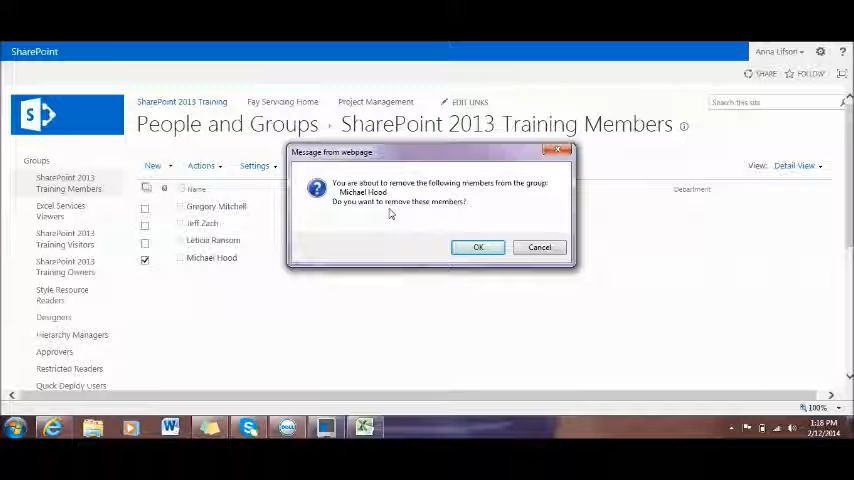 SharePoint
Anna Lifson
?
SHARE
FOLLOW
S
SharePoint 2013 Training Fay Servicing Home Project Management EDIT LINKS
Search this site
People and Groups › SharePoint 2013 Training Members
Groups
SharePoint 2013
Training Members
Excel Services
Viewers
SharePoint 2013
Training Visitors
SharePoint 2013
Training Owners
Style Resource
Readers
Designers
Hierarchy Managers
Approvers
Restricted Readers
Quick Deploy Users
New Actions Settings
View: Detail View
Name
Department
Gregory Mitchell
Jeff Zach
Leticia Ransom
Michael Hood
Message from webpage
You are about to remove the following members from the group:
Michael Hood
Do you want to remove these members?
OK Cancel
100%
1:18 PM
2/12/2014